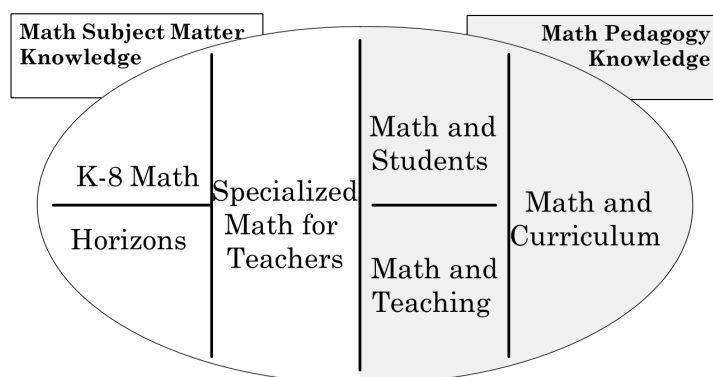 Math Subject Matter
Knowledge
Math Pedagogy
Knowledge
K-8 Math
Horizons
Specialized
Math for
Teachers
Math and
Students
Math and
Teaching
Math and
Curriculum